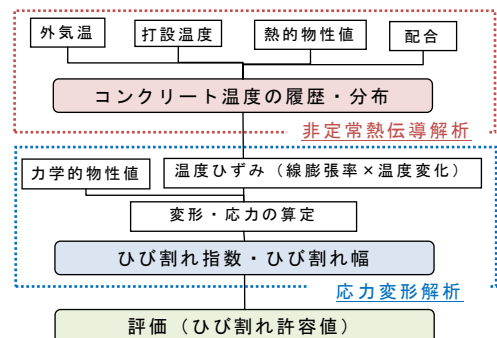 外気温
打設温度
熱的物性値
配合
コンクリート温度の履歴・分布
非定常熱伝導解析
力学的物性値
温度ひずみ（線膨張率×温度変化）
変形・応力の算定
ひび割れ指数・ひび割れ幅
応力変形解析
評価（ひび割れ許容値）